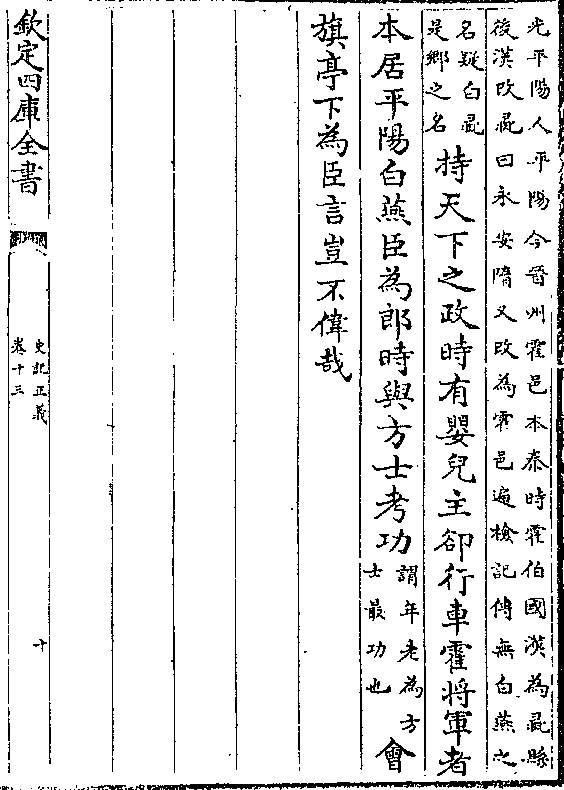 光平陽人平陽今晉州霍邑本秦時霍伯國漢為彘縣
後漢改彘曰永安隋又改為霍邑遍檢記傳無白燕之
名疑白彘
是鄉之名
持天下之政時有嬰兒主卻行車霍將軍者
本居平陽白燕臣為郎時與方士考功
謂年老為方
士最功也
會
旗亭下為臣言豈不偉哉
欽定四庫全書
史記正義
卷十三
十